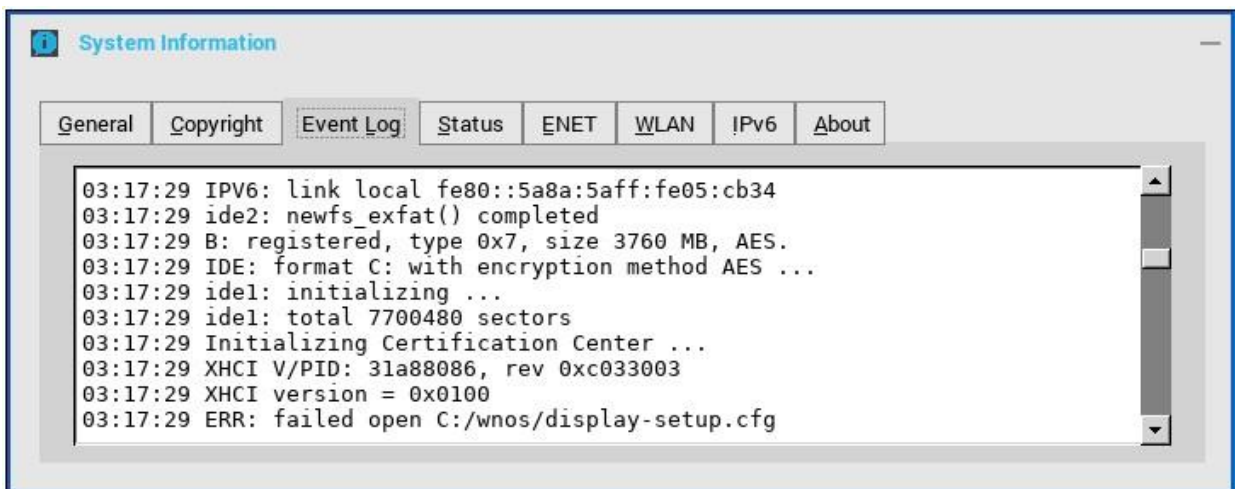 System Information
General Copyright Event Log Status ENET WLAN IPv6 About
03:17:29 IPV6: link local fe80::5a8a:5aff:fe05:cb34
03:17:29 ide2: newfs_exfat() completed
03:17:29 B: registered, type 0x7, size 3760 MB, AES.
03:17:29 IDE: format C: with encryption method AES ...
03:17:29 ide1: initializing ...
03:17:29 ide1: total 7700480 sectors
03:17:29 Initializing Certification Center ...
03:17:29 XHCI V/PID: 31a88086, rev 0xc033003
03:17:29 XHCI version = 0x0100
03:17:29 ERR: failed open C:/wnos/display-setup.cfg